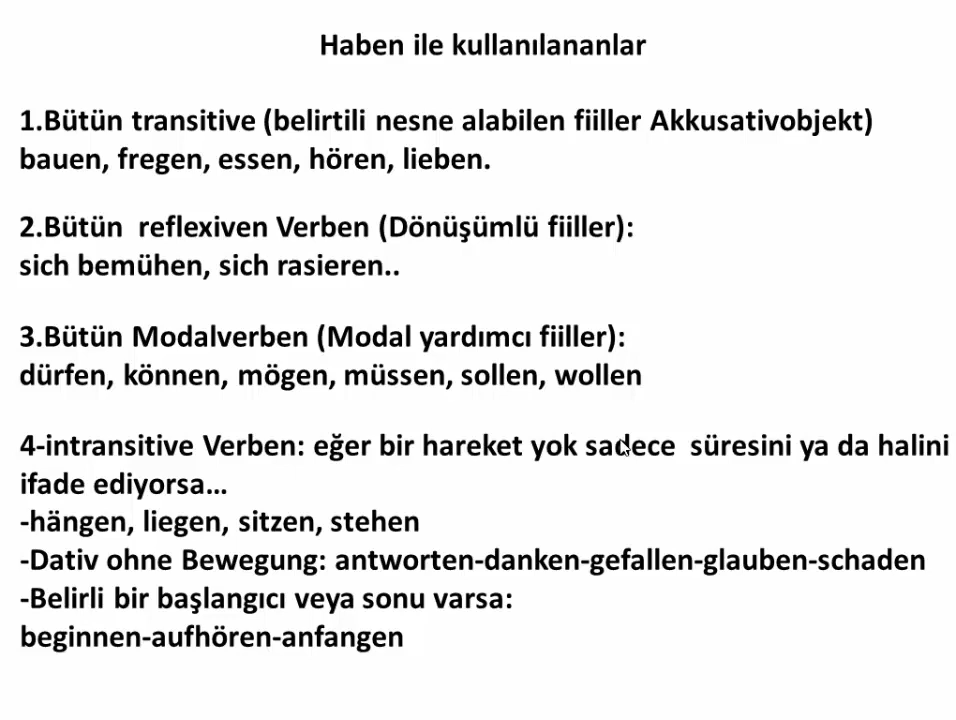 Haben ile kullanılananlar
1.Bütün transitive (belirtili nesne alabilen fiiller Akkusativobjekt)
bauen, fregen, essen, hören, lieben.
2.Bütün reflexiven Verben (Dönüşümlü fiiller):
sich bemühen, sich rasieren..
3.Bütün Modalverben (Modal yardımcı fiiller):
dürfen, können, mögen, müssen, sollen, wollen
4-intransitive Verben: eğer bir hareket yok sadece süresini ya da halini
ifade ediyorsa…
-hängen, liegen, sitzen, stehen
-Dativ ohne Bewegung: antworten-danken-gefallen-glauben-schaden
-Belirli bir başlangıcı veya sonu varsa:
beginnen-aufhören-anfangen